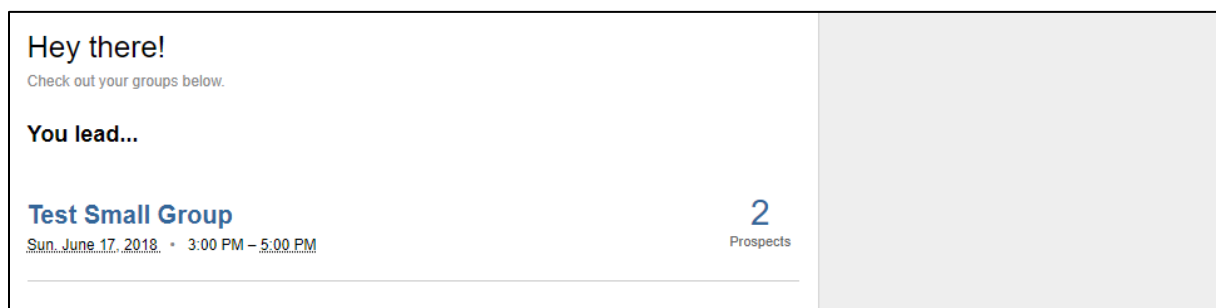 Hey there!
Check out your groups below.
You lead...
Test Small Group
2
Sun. June 17, 2018 • 3:00 PM – 5:00 PM
Prospects